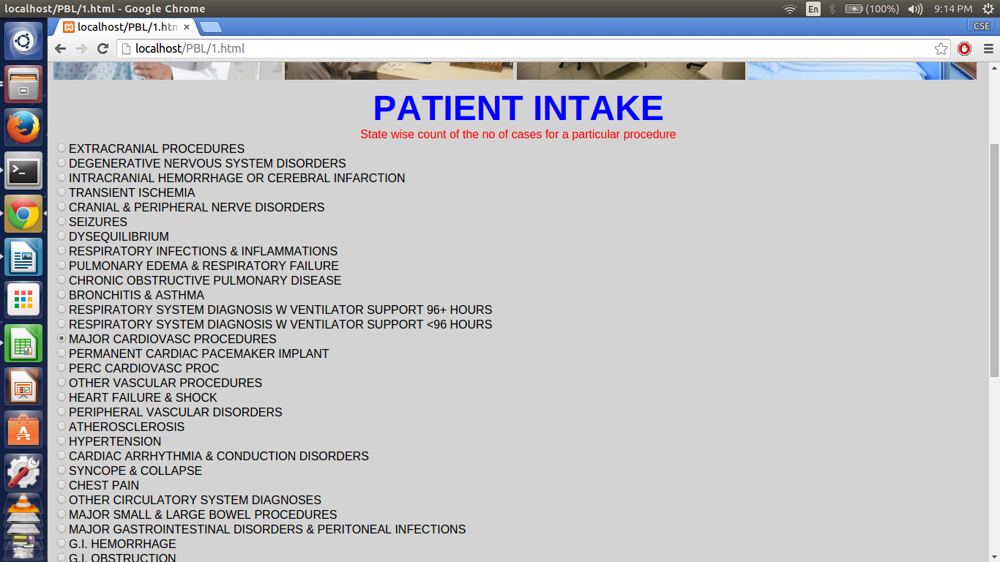 localhost/PBL/1.html - Google Chrome
En
(100%)
9:14 PM
localhost/PBL/1.htm
CSE
localhost/PBL/1.html
PATIENT INTAKE
State wise count of the no of cases for a particular procedure
EXTRACRANIAL PROCEDURES
DEGENERATIVE NERVOUS SYSTEM DISORDERS
INTRACRANIAL HEMORRHAGE OR CEREBRAL INFARCTION
TRANSIENT ISCHEMIA
CRANIAL & PERIPHERAL NERVE DISORDERS
SEIZURES
DYSEQUILIBRIUM
RESPIRATORY INFECTIONS & INFLAMMATIONS
PULMONARY EDEMA & RESPIRATORY FAILURE
CHRONIC OBSTRUCTIVE PULMONARY DISEASE
BRONCHITIS & ASTHMA
RESPIRATORY SYSTEM DIAGNOSIS W VENTILATOR SUPPORT 96+ HOURS
RESPIRATORY SYSTEM DIAGNOSIS W VENTILATOR SUPPORT <96 HOURS
MAJOR CARDIOVASC PROCEDURES
PERMANENT CARDIAC PACEMAKER IMPLANT
PERC CARDIOVASC PROC
OTHER VASCULAR PROCEDURES
HEART FAILURE & SHOCK
PERIPHERAL VASCULAR DISORDERS
ATHEROSCLEROSIS
HYPERTENSION
CARDIAC ARRHYTHMIA & CONDUCTION DISORDERS
SYNCOPE & COLLAPSE
CHEST PAIN
OTHER CIRCULATORY SYSTEM DIAGNOSES
MAJOR SMALL & LARGE BOWEL PROCEDURES
MAJOR GASTROINTESTINAL DISORDERS & PERITONEAL INFECTIONS
G.I. HEMORRHAGE
G.I. OBSTRUCTION